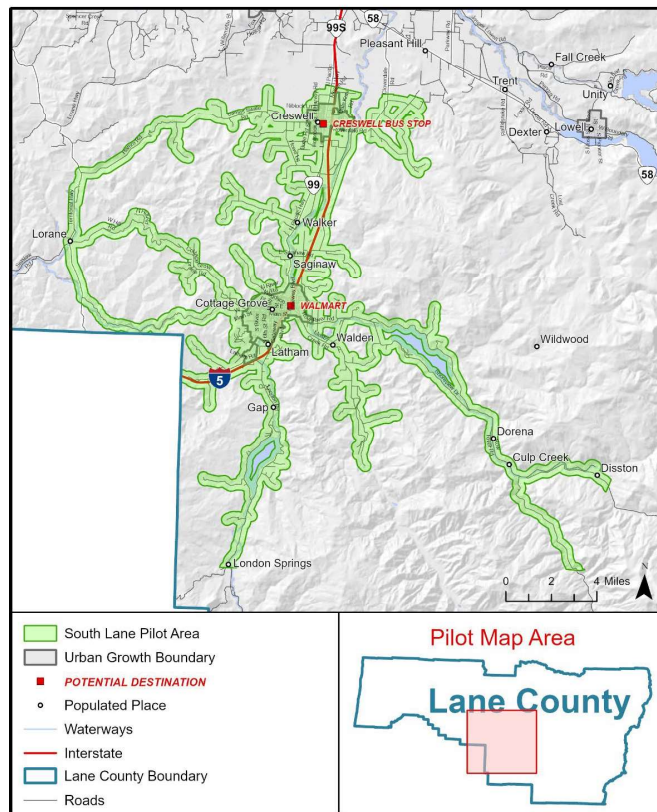 58
99S
Pleasant Hill
Fall Creek
Trent
Unity
Creswell
CRESWELL BUS STOP
Dexter
Lowell
58
99
Walker
Lorane
Saginaw
Cottage Grove
WALMART
Walden
Wildwood
Latham
5
Gap
Dorena
Culp Creek
Disston
London Springs
N
0 2 4 Miles
South Lane Pilot Area
Urban Growth Boundary
POTENTIAL DESTINATION
Populated Place
Waterways
Interstate
Lane County Boundary
Roads
Pilot Map Area
Lane County